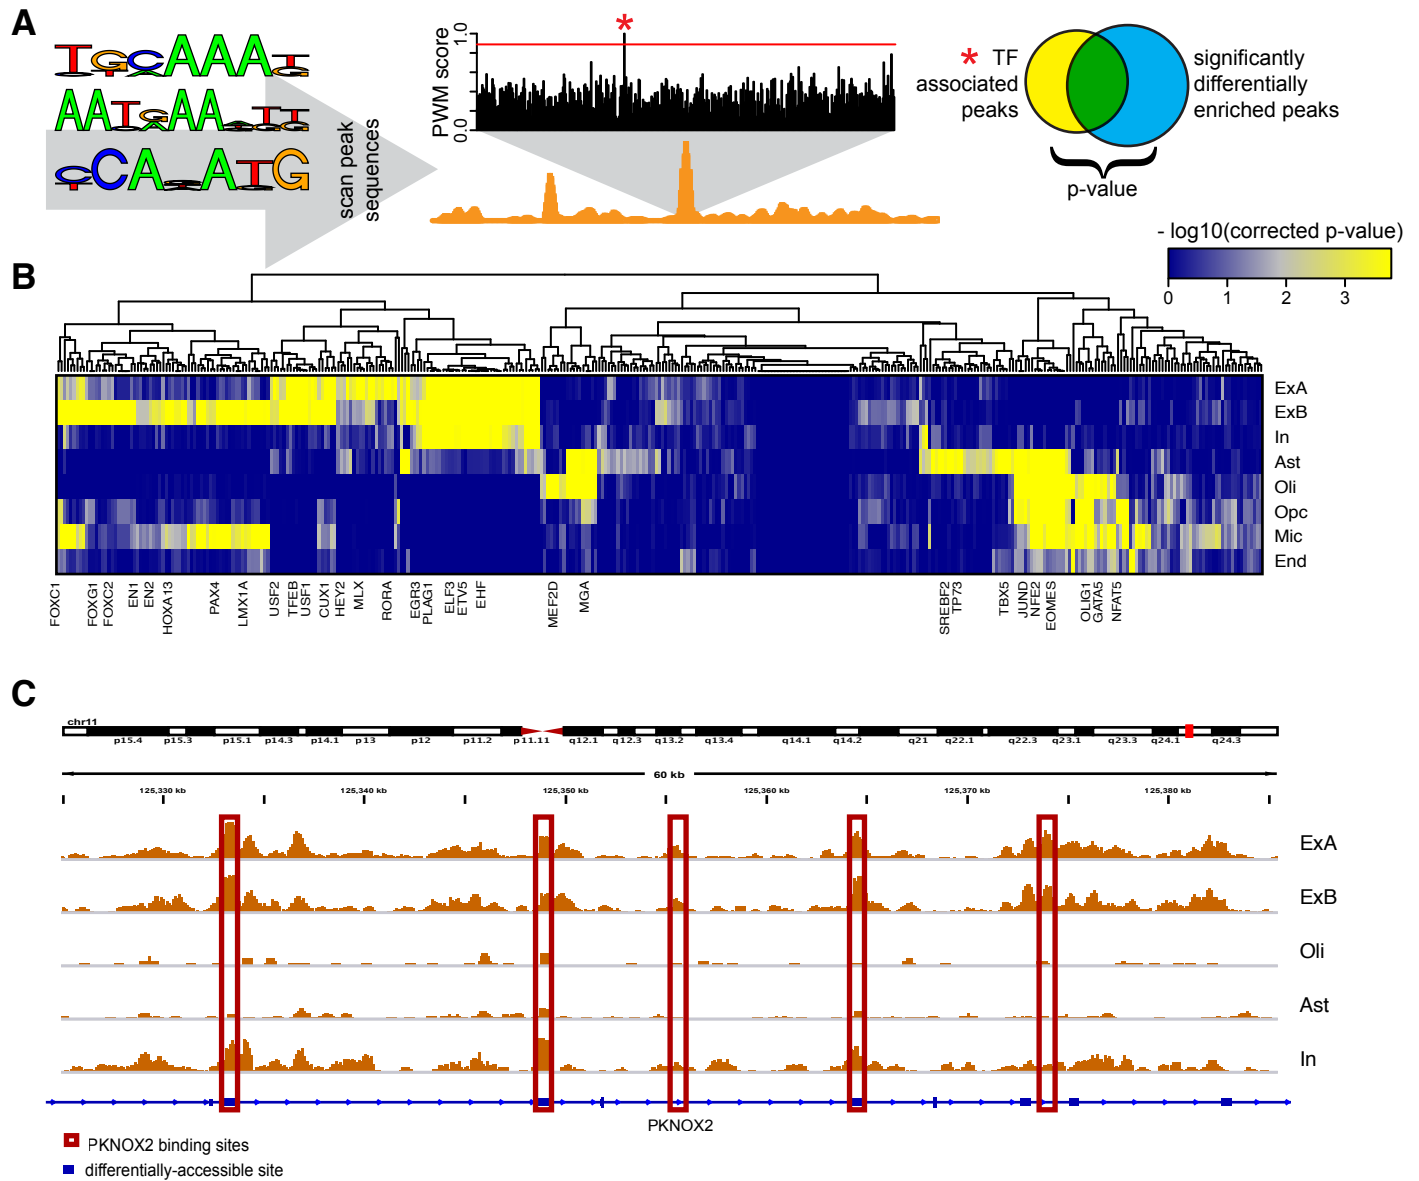 A
TGCAAAT
AATGAA
CCA
ATG
scan peak
sequences
PWM score
1.0
0.0
*
* TF
associated
peaks
significantly
differentially
enriched peaks
p-value
- log10(corrected p-value)
0 1 2 3
B
ExA
ExB
In
Ast
Oli
Opc
Mic
End
FOXC1
FOXG1
FOXC2
EN1
EN2
HOXA13
PAX4
LMX1A
USF2
TFEB
USF1
CUX1
HEY2
MLX
RORA
EGR3
PLAG1
ELF3
ETV5
EHF
MEF2D
MGA
SREBF2
TP73
TBX5
JUND
NFE2
EOMES
OLIG1
GATA5
NFAT5
C
chr11
p15.4 p15.3 p15.1 p14.3 p14.1 p13 p12 p11.2 p11.11 q12.1 q12.3 q13.2 q13.4 q14.1 q14.2 q21 q22.1 q22.3 q23.1 q23.3 q24.1 q24.3
60 kb
125,330 kb 125,340 kb 125,350 kb 125,360 kb 125,370 kb 125,380 kb
ExA
ExB
Oli
Ast
In
PKNOX2
PKNOX2 binding sites
differentially-accessible site